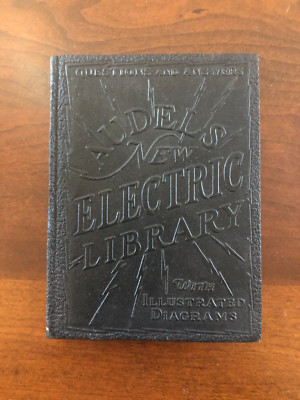 QUESTIONS AND ANSWERS
AUDELS
NEW
ELECTRIC
LIBRARY
WITH
ILLUSTRATED
DIAGRAMS